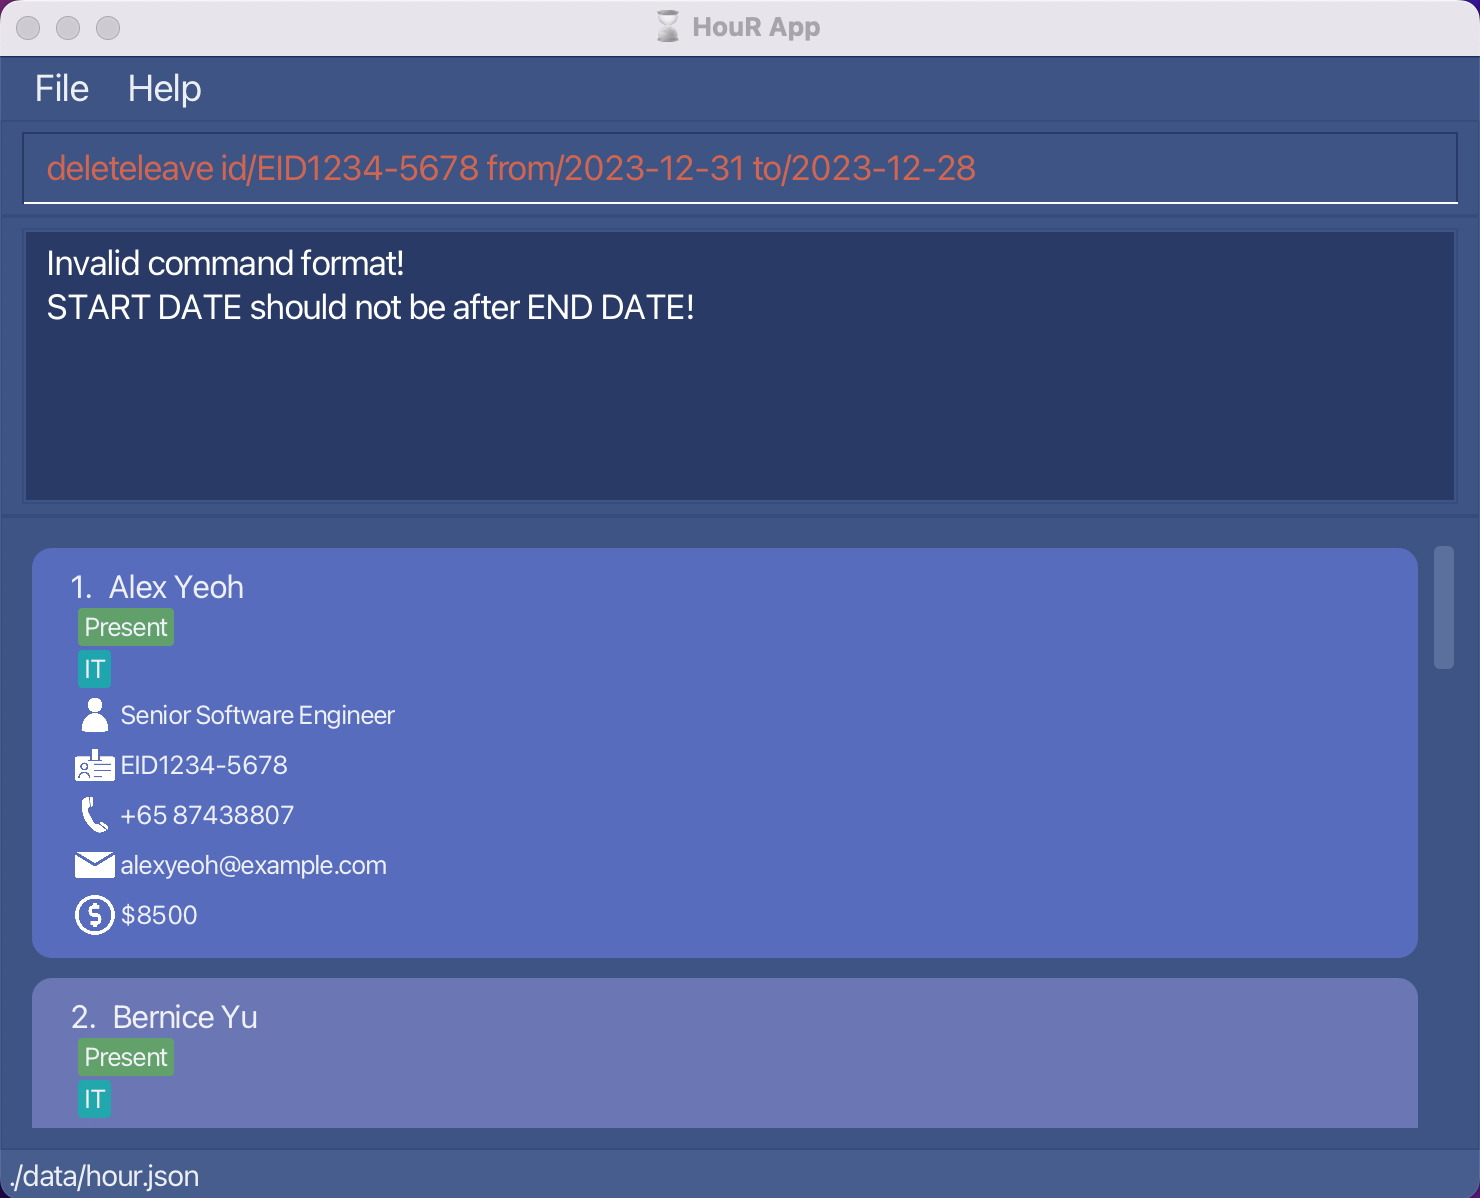 HouR App
File Help
deleteleave id/EID1234-5678 from/2023-12-31 to/2023-12-28
Invalid command format!
START DATE should not be after END DATE!
1. Alex Yeoh
Present
IT
Senior Software Engineer
EID1234-5678
+65 87438807
alexyeoh@example.com
$8500
2. Bernice Yu
Present
IT
./data/hour.json